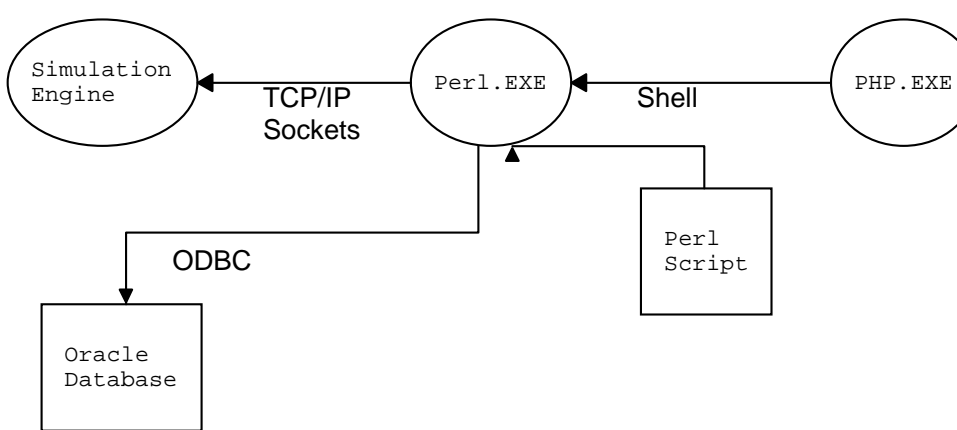 Simulation
Engine
TCP/IP
Sockets
Perl.EXE
Shell
PHP.EXE
ODBC
Perl
Script
Oracle
Database